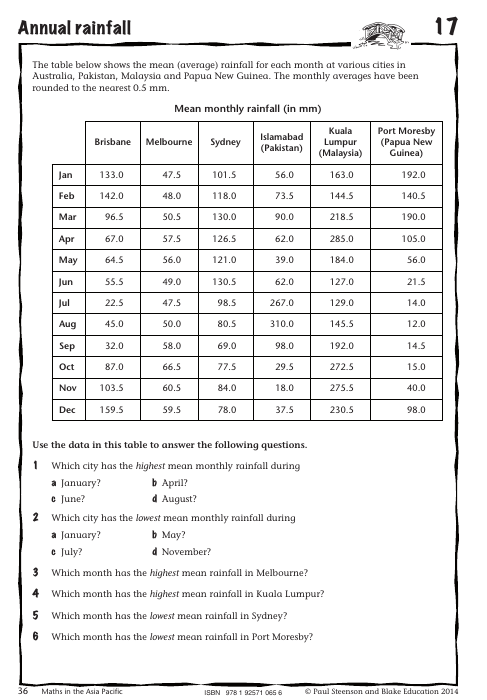 Annual rainfall
17
The table below shows the mean (average) rainfall for each month at various cities in
Australia, Pakistan, Malaysia and Papua New Guinea. The monthly averages have been
rounded to the nearest 0.5 mm.
Mean monthly rainfall (in mm)
Brisbane Melbourne Sydney Islamabad (Pakistan) Kuala Lumpur (Malaysia) Port Moresby (Papua New Guinea)
Jan 133.0 47.5 101.5 56.0 163.0 192.0
Feb 142.0 48.0 118.0 73.5 144.5 140.5
Mar 96.5 50.5 130.0 90.0 218.5 190.0
Apr 67.0 57.5 126.5 62.0 285.0 105.0
May 64.5 56.0 121.0 39.0 184.0 56.0
Jun 55.5 49.0 130.5 62.0 127.0 21.5
Jul 22.5 47.5 98.5 267.0 129.0 14.0
Aug 45.0 50.0 80.5 310.0 145.5 12.0
Sep 32.0 58.0 69.0 98.0 192.0 14.5
Oct 87.0 66.5 77.5 29.5 272.5 15.0
Nov 103.5 60.5 84.0 18.0 275.5 40.0
Dec 159.5 59.5 78.0 37.5 230.5 98.0
Use the data in this table to answer the following questions.
1 Which city has the highest mean monthly rainfall during
a January? b April?
c June? d August?
2 Which city has the lowest mean monthly rainfall during
a January? b May?
c July? d November?
3 Which month has the highest mean rainfall in Melbourne?
4 Which month has the highest mean rainfall in Kuala Lumpur?
5 Which month has the lowest mean rainfall in Sydney?
6 Which month has the lowest mean rainfall in Port Moresby?
36 Maths in the Asia Pacific ISBN 978 1 92571 065 6 © Paul Steenson and Blake Education 2014